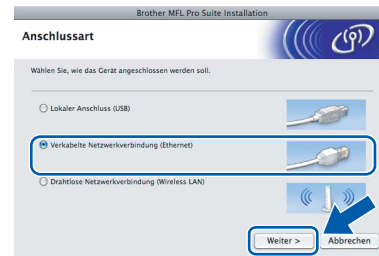 Brother MFL Pro Suite Installation
Anschlussart
Wählen Sie, wie das Gerät angeschlossen werden soll.
Lokaler Anschluss (USB)
Verkabelte Netzwerkverbindung (Ethernet)
Drahtlose Netzwerkverbindung (Wireless LAN)
Weiter > Abbrechen